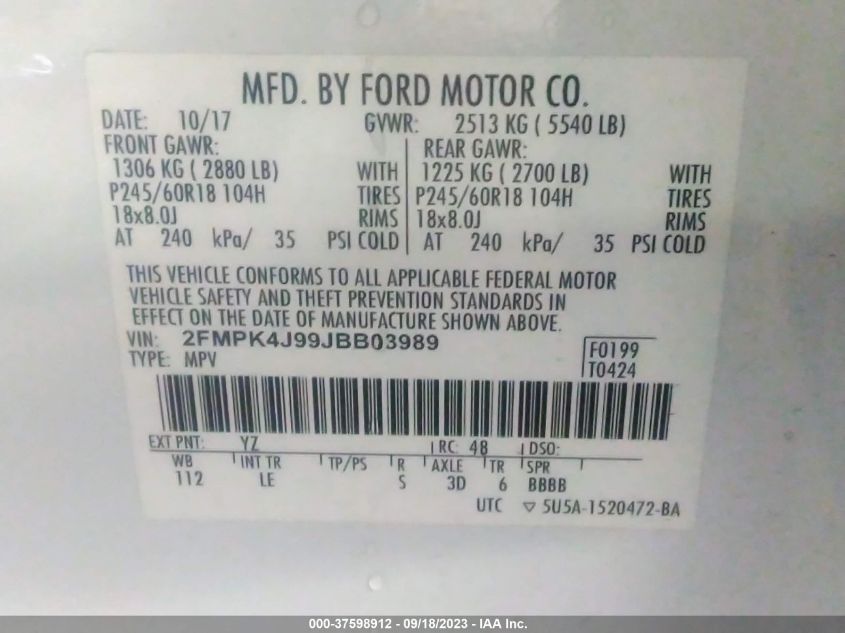 MFD. BY FORD MOTOR CO.
DATE: 10/17 GVWR: 2513 KG ( 5540 LB)
FRONT GAWR: REAR GAWR:
1306 KG ( 2880 LB) WITH 1225 KG ( 2700 LB) WITH
P245/60R18 104H TIRES P245/60R18 104H TIRES
18x8.0J RIMS 18x8.0J RIMS
AT 240 kPa/ 35 PSI COLD AT 240 kPa/ 35 PSI COLD
THIS VEHICLE CONFORMS TO ALL APPLICABLE FEDERAL MOTOR
VEHICLE SAFETY AND THEFT PREVENTION STANDARDS IN
EFFECT ON THE DATE OF MANUFACTURE SHOWN ABOVE.
VIN: 2FMPK4J99JBB03989 F0199
TYPE: MPV T0424
EXT PNT: YZ RC: 48 DSO:
WB INT TR TP/PS R AXLE TR SPR
112 LE S 3D 6 BBBB
UTC ▽ 5U5A-1520472-BA
000-37598912 - 09/18/2023 - IAA Inc.